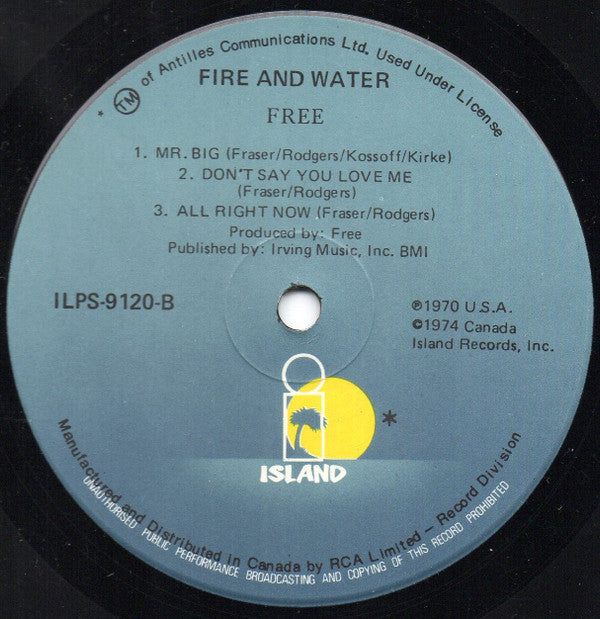 * TM of Antilles Communications Ltd. Used Under License
FIRE AND WATER
FREE
1. MR. BIG (Fraser/Rodgers/Kossoff/Kirke)
2. DON'T SAY YOU LOVE ME
(Fraser/Rodgers)
3. ALL RIGHT NOW (Fraser/Rodgers)
Produced by: Free
Published by: Irving Music, Inc. BMI
ILPS-9120-B
℗1970 U.S.A.
©1974 Canada
Island Records, Inc.
i
*
ISLAND
Manufactured and Distributed in Canada by RCA Limited – Record Division
UNAUTHORISED PUBLIC PERFORMANCE BROADCASTING AND COPYING OF THIS RECORD PROHIBITED